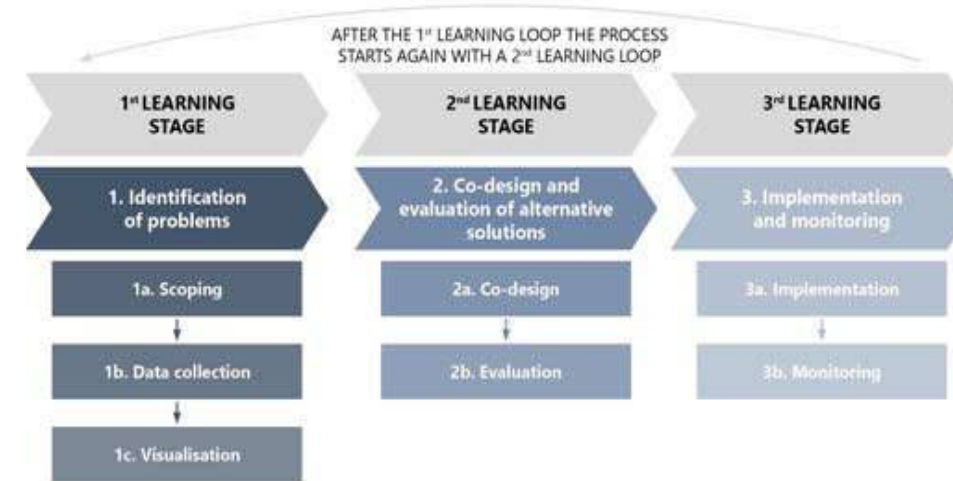 AFTER THE 1st LEARNING LOOP THE PROCESS
STARTS AGAIN WITH A 2nd LEARNING LOOP
1st LEARNING
STAGE
2nd LEARNING
STAGE
3rd LEARNING
STAGE
1. Identification
of problems
2. Co-design and
evaluation of alternative
solutions
3. Implementation
and monitoring
1a. Scoping
2a. Co-design
3a. Implementation
1b. Data collection
2b. Evaluation
3b. Monitoring
1c. Visualisation